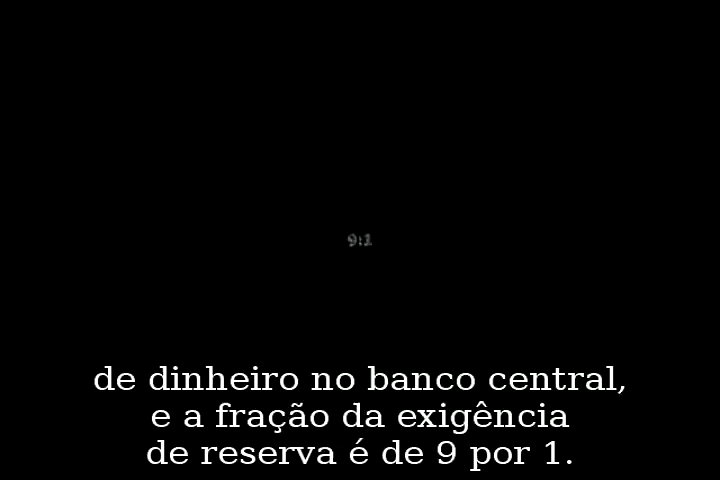 9:1
de dinheiro no banco central,
e a fração da exigência
de reserva é de 9 por 1.